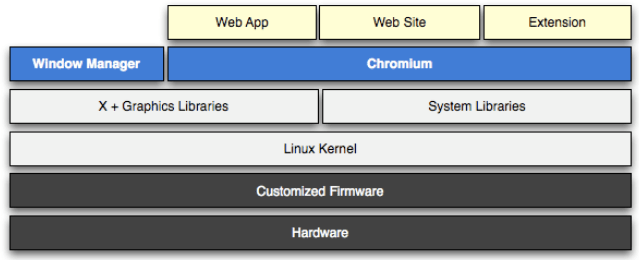 Web App
Web Site
Extension
Window Manager
Chromium
X + Graphics Libraries
System Libraries
Linux Kernel
Customized Firmware
Hardware